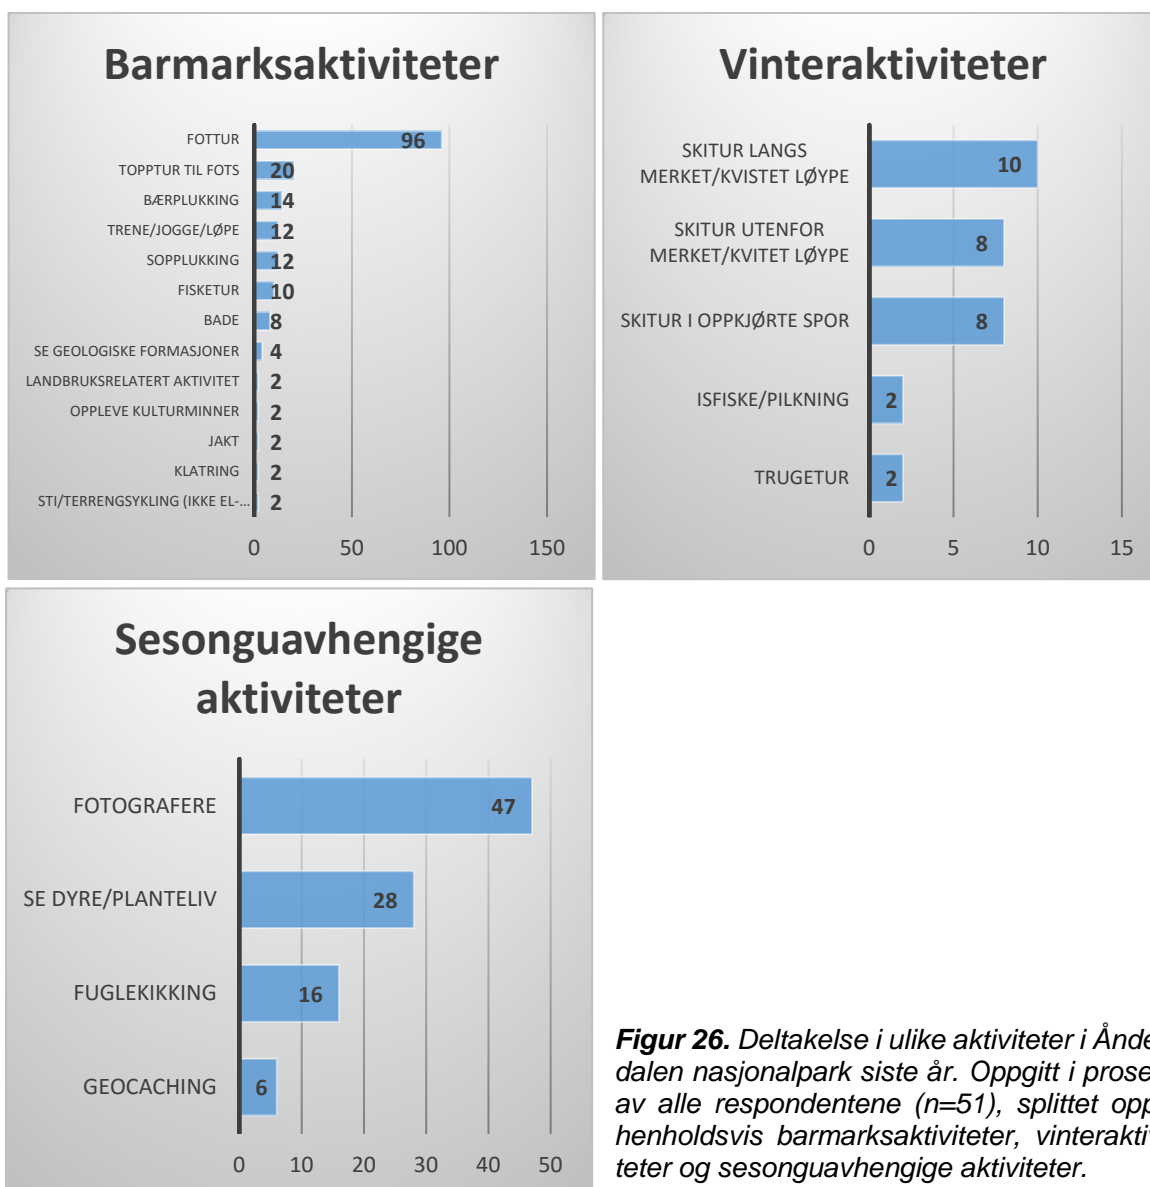 Barmarksaktiviteter
FOTTUR 96
TOPPTUR TIL FOTS 20
BÆRPLUKKING 14
TRENE/JOGGE/LØPE 12
SOPPLUKKING 12
FISKETUR 10
BADE 8
SE GEOLOGISKE FORMASJONER 4
LANDBRUKSRELATERT AKTIVITET 2
OPPLEVE KULTURMINNER 2
JAKT 2
KLATRING 2
STI/TERRENGSYKLING (IKKE EL-… 2
0 50 100 150
Vinteraktiviteter
SKITUR LANGS
MERKET/KVISTET LØYPE 10
SKITUR UTENFOR
MERKET/KVITET LØYPE 8
SKITUR I OPPKJØRTE SPOR 8
ISFISKE/PILKNING 2
TRUGETUR 2
0 5 10 15
Sesonguavhengige
aktiviteter
FOTOGRAFERE 47
SE DYRE/PLANTELIV 28
FUGLEKIKKING 16
GEOCACHING 6
0 10 20 30 40 50
Figur 26. Deltakelse i ulike aktiviteter i Ånde
dalen nasjonalpark siste år. Oppgitt i prose
av alle respondentene (n=51), splittet opp
henholdsvis barmarksaktiviteter, vinteraktiv
teter og sesonguavhengige aktiviteter.